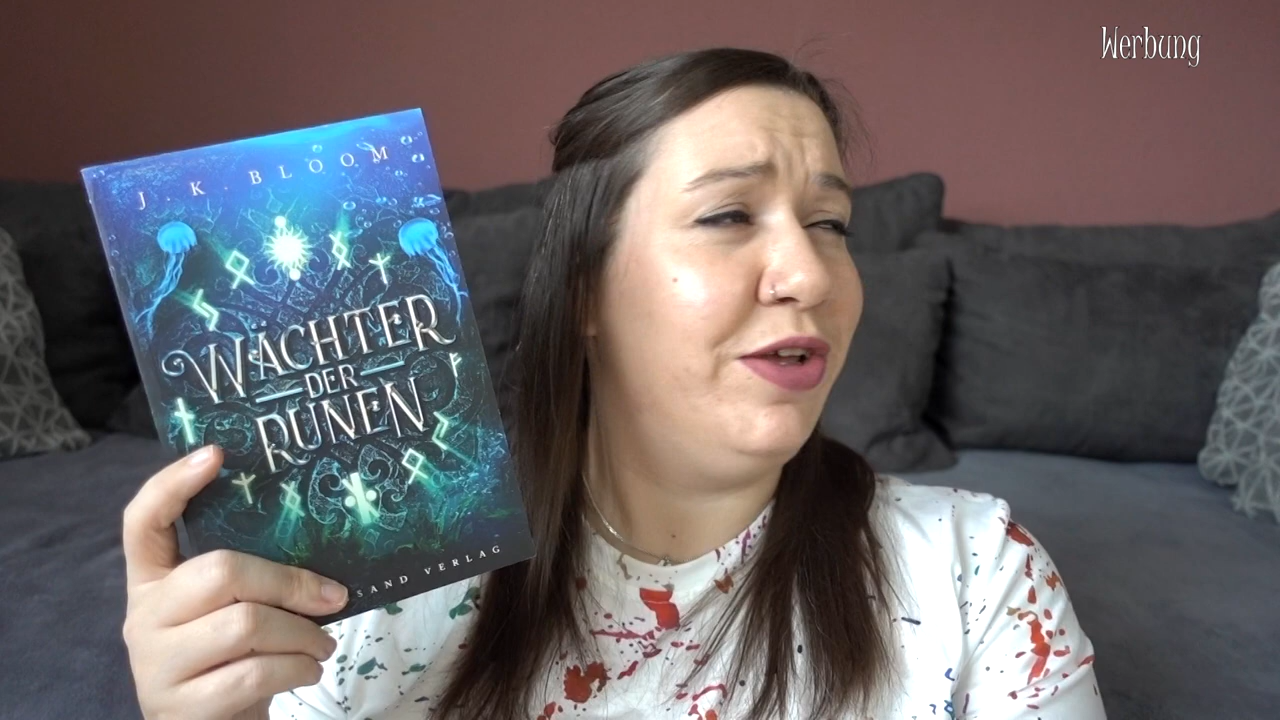 Werbung
J. K. BLOOM
WÄCHTER
DER
RUNEN
SAND VERLAG